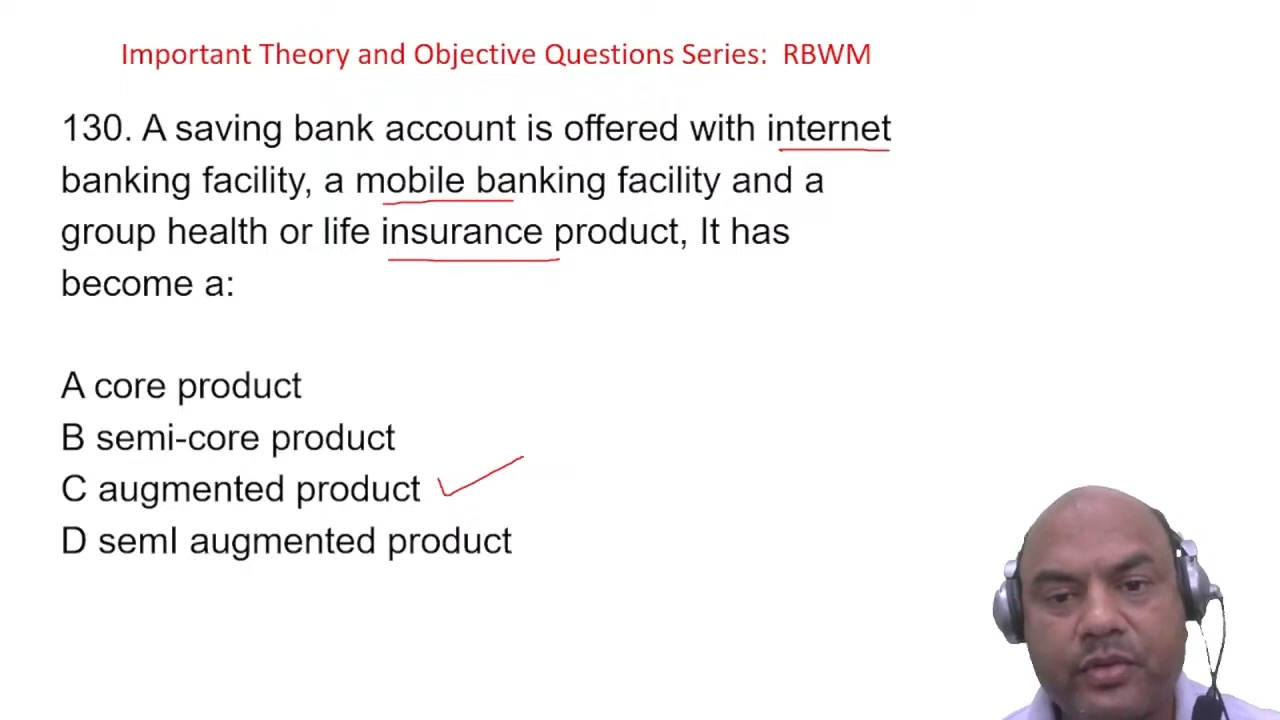 Important Theory and Objective Questions Series: RBWM
130. A saving bank account is offered with internet
banking facility, a mobile banking facility and a
group health or life insurance product, It has
become a:
A core product
B semi-core product
C augmented product
D semI augmented product